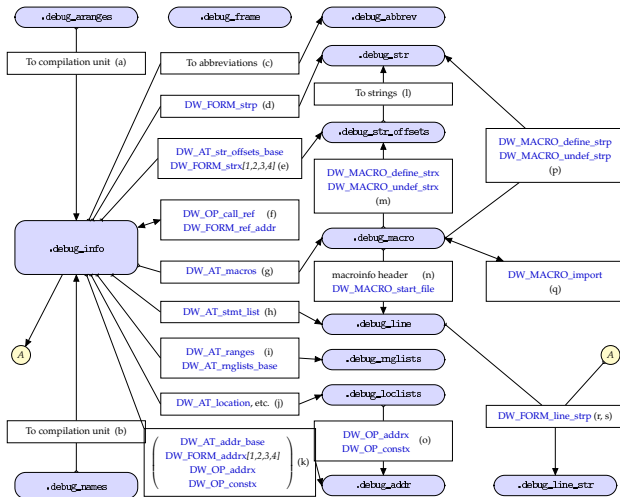 .debug_aranges
.debug_frame
.debug_abbrev
To compilation unit (a)
To abbreviations (c)
.debug_str
DW_FORM_strp (d)
To strings (l)
DW_AT_str_offsets_base
DW_FORM_strx[1,2,3,4] (e)
.debug_str_offsets
DW_MACRO_define_strp
DW_MACRO_undef_strp
(p)
DW_MACRO_define_strx
DW_MACRO_undef_strx
(m)
DW_OP_call_ref (f)
DW_FORM_ref_addr
.debug_info
.debug_macro
DW_AT_macros (g)
macroinfo header (n)
DW_MACRO_start_file
DW_MACRO_import
(q)
DW_AT_stmt_list (h)
.debug_line
A
DW_AT_ranges (i)
DW_AT_rnglists_base
.debug_rnglists
A
DW_AT_location, etc. (j)
.debug_loclists
DW_FORM_line_strp (r, s)
To compilation unit (b)
DW_AT_addr_base
DW_FORM_addrx[1,2,3,4]
DW_OP_addrx
DW_OP_constx
(k)
DW_OP_addrx (o)
DW_OP_constx
.debug_names
.debug_addr
.debug_line_str